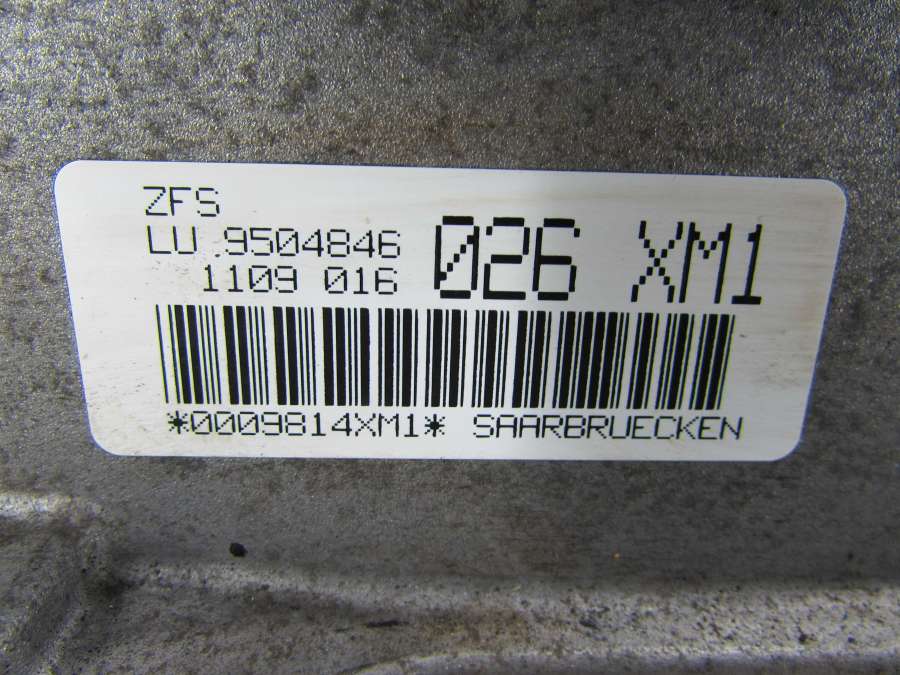 ZFS
LU 9504846 026 XM1
1109 016
*0009814XM1* SAARBRUECKEN